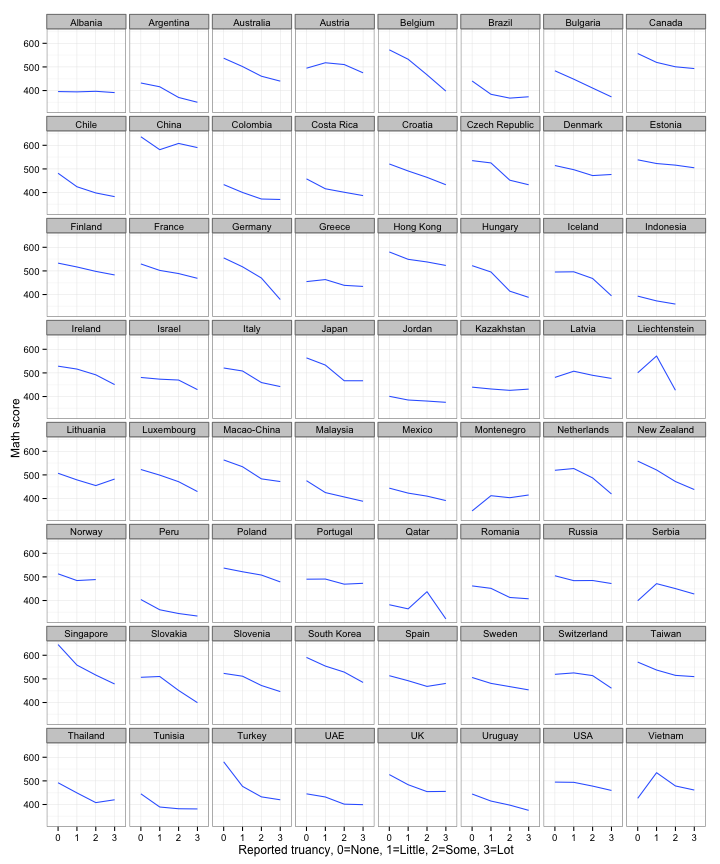 Albania Argentina Australia Austria Belgium Brazil Bulgaria Canada
600
500
400
Chile China Colombia Costa Rica Croatia Czech Republic Denmark Estonia
600
500
400
Finland France Germany Greece Hong Kong Hungary Iceland Indonesia
600
500
400
Ireland Israel Italy Japan Jordan Kazakhstan Latvia Liechtenstein
600
500
400
Math score
Lithuania Luxembourg Macao-China Malaysia Mexico Montenegro Netherlands New Zealand
600
500
400
Norway Peru Poland Portugal Qatar Romania Russia Serbia
600
500
400
Singapore Slovakia Slovenia South Korea Spain Sweden Switzerland Taiwan
600
500
400
Thailand Tunisia Turkey UAE UK Uruguay USA Vietnam
600
500
400
0 1 2 3 0 1 2 3 0 1 2 3 0 1 2 3 0 1 2 3 0 1 2 3 0 1 2 3 0 1 2 3
Reported truancy, 0=None, 1=Little, 2=Some, 3=Lot